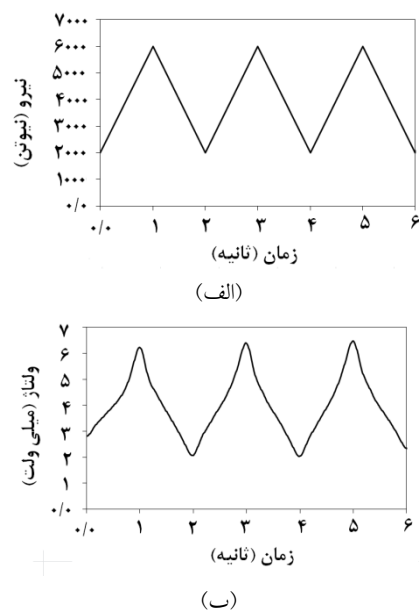 نیرو (نیوتن)
۷۰۰۰
۶۰۰۰
۵۰۰۰
۴۰۰۰
۳۰۰۰
۲۰۰۰
۱۰۰۰
۰/۰
۰/۰ ۱ ۲ ۳ ۴ ۵ ۶
زمان (ثانیه)
(الف)
ولتاژ (میلی ولت)
۷
۶
۵
۴
۳
۲
۱
۰/۰
۰/۰ ۱ ۲ ۳ ۴ ۵ ۶
زمان (ثانیه)
(ب)